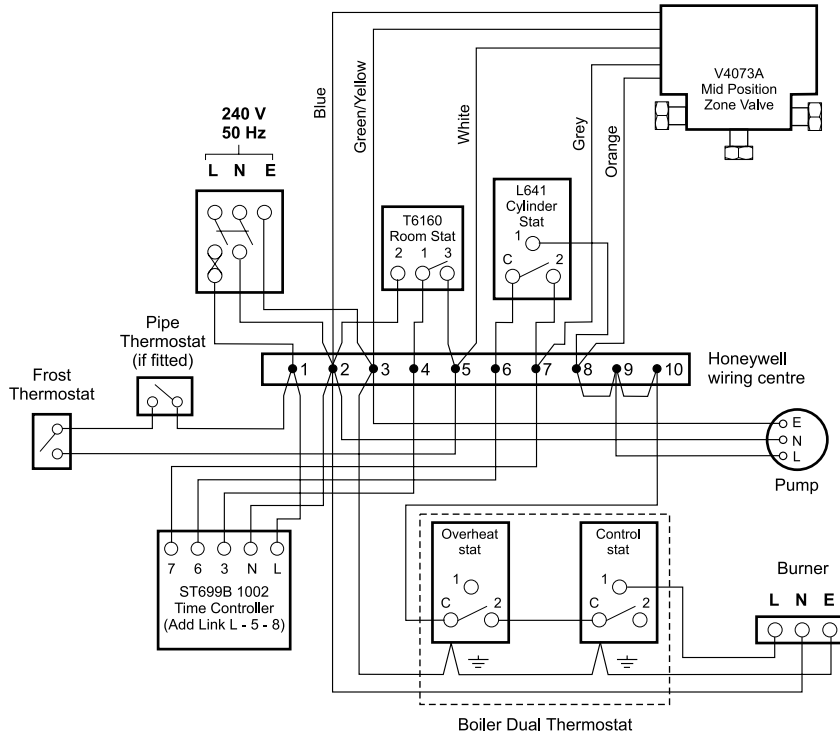 V4073A
Mid Position
Zone Valve
Blue
Green/Yellow
White
Grey
Orange
240 V
50 Hz
L N E
T6160
Room Stat
2 1 3
L641
Cylinder
Stat
1
C 2
Pipe
Thermostat
(if fitted)
Frost
Thermostat
1 2 3 4 5 6 7 8 9 10
Honeywell
wiring centre
E
N
L
Pump
7 6 3 N L
ST699B 1002
Time Controller
(Add Link L - 5 - 8)
Overheat
stat
1
C 2
Control
stat
1
C 2
Burner
L N E
Boiler Dual Thermostat